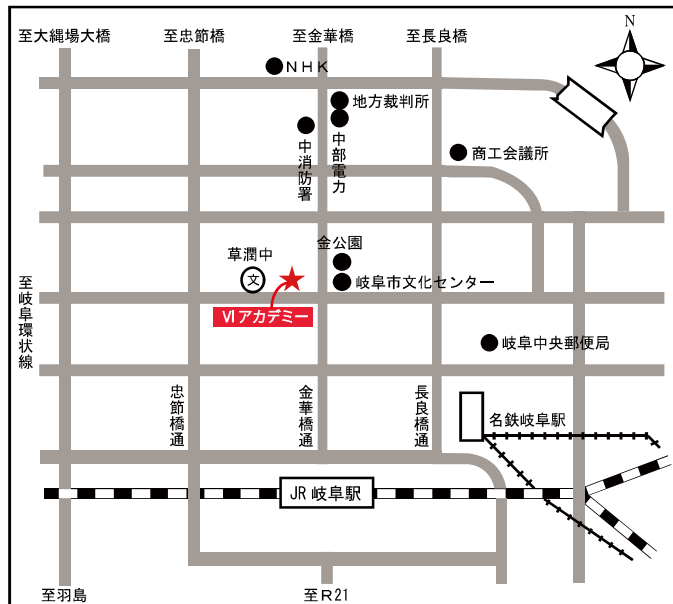 至大縄場大橋
至忠節橋
至金華橋
至長良橋
N
NHK
地方裁判所
中消防署
中部電力
商工会議所
金公園
草潤中
文
岐阜市文化センター
VIアカデミー
至岐阜環状線
岐阜中央郵便局
忠節橋通
金華橋通
長良橋通
名鉄岐阜駅
JR岐阜駅
至羽島
至R21